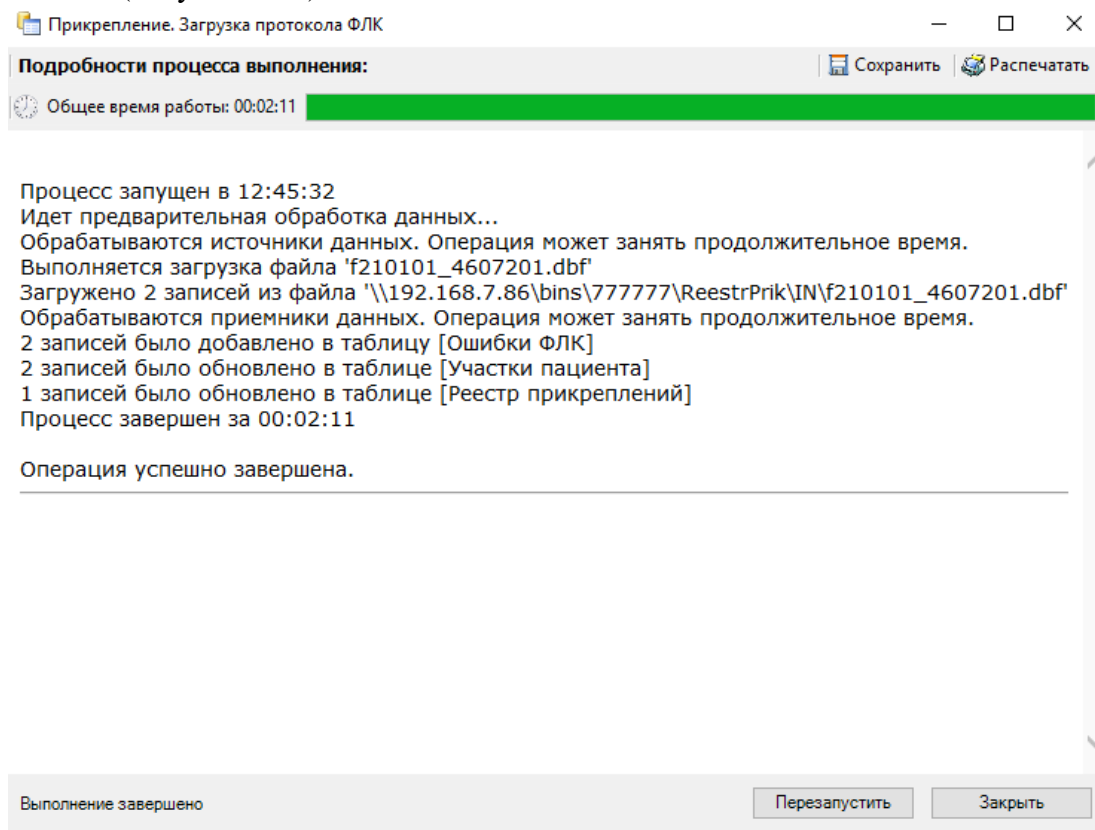 Прикрепление. Загрузка протокола ФЛК
Подробности процесса выполнения: Сохранить Распечатать
Общее время работы: 00:02:11
Процесс запущен в 12:45:32
Идет предварительная обработка данных...
Обрабатываются источники данных. Операция может занять продолжительное время.
Выполняется загрузка файла 'f210101_4607201.dbf'
Загружено 2 записей из файла '\\192.168.7.86\bins\777777\ReestrPrik\IN\f210101_4607201.dbf'
Обрабатываются приемники данных. Операция может занять продолжительное время.
2 записей было добавлено в таблицу [Ошибки ФЛК]
2 записей было обновлено в таблице [Участки пациента]
1 записей было обновлено в таблице [Реестр прикреплений]
Процесс завершен за 00:02:11
Операция успешно завершена.
Выполнение завершено Перезапустить Закрыть